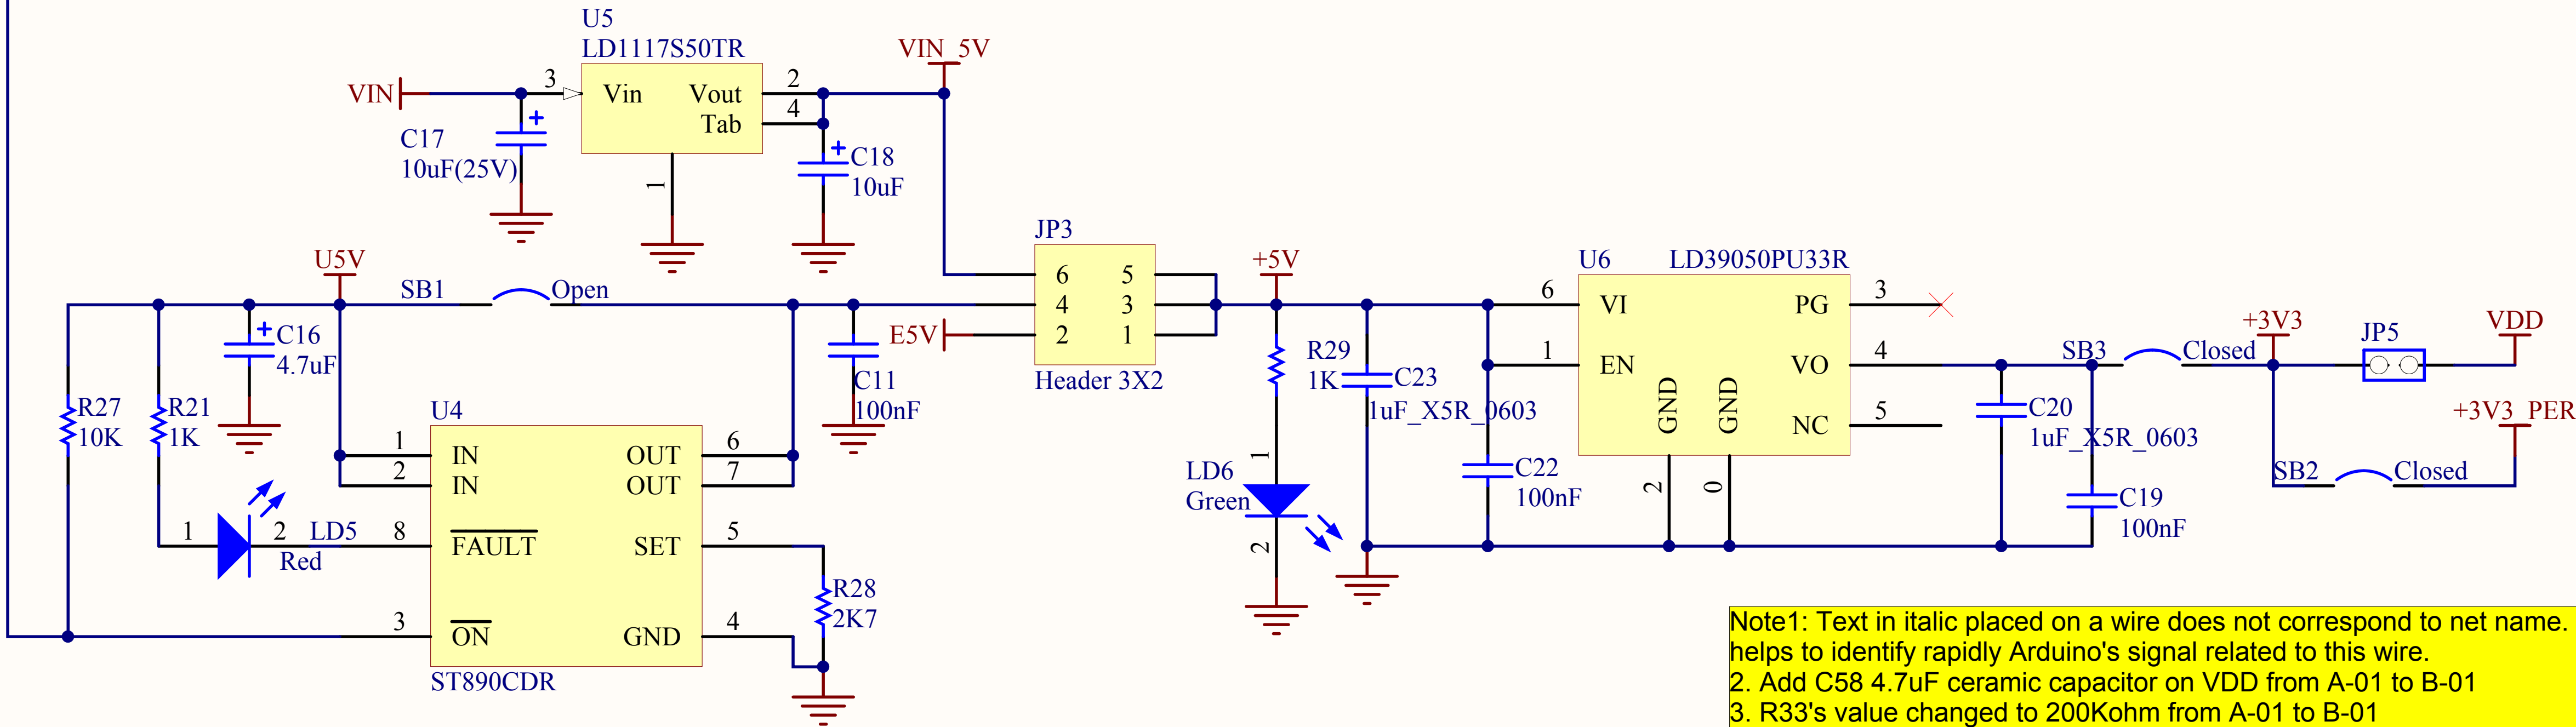 U5
LD1117S50TR
VIN
3
Vin
Vout
Tab
2
4
1
VIN_5V
C17
10uF(25V)
C18
10uF
JP3
6 5
4 3
2 1
Header 3X2
U5V
SB1
Open
E5V
C16
4.7uF
C11
100nF
R27
10K
R21
1K
U4
1 IN
2 IN
8 FAULT
3 ON
OUT 6
OUT 7
SET 5
GND 4
ST890CDR
1
2
LD5
Red
R28
2K7
+5V
R29
1K
C23
1uF_X5R_0603
LD6
Green
1
2
C22
100nF
U6
LD39050PU33R
6 VI
1 EN
GND
GND
2
0
PG 3
VO 4
NC 5
C20
1uF_X5R_0603
C19
100nF
SB3
Closed
+3V3
JP5
VDD
+3V3_PER
SB2
Closed
Note1: Text in italic placed on a wire does not correspond to net name.
helps to identify rapidly Arduino's signal related to this wire.
2. Add C58 4.7uF ceramic capacitor on VDD from A-01 to B-01
3. R33's value changed to 200Kohm from A-01 to B-01